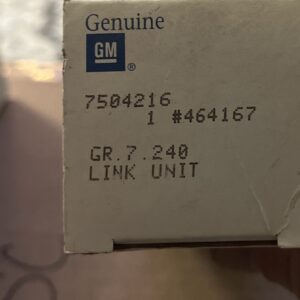 Genuine
GM ®
7504216
1 #464167
GR.7.240
LINK UNIT